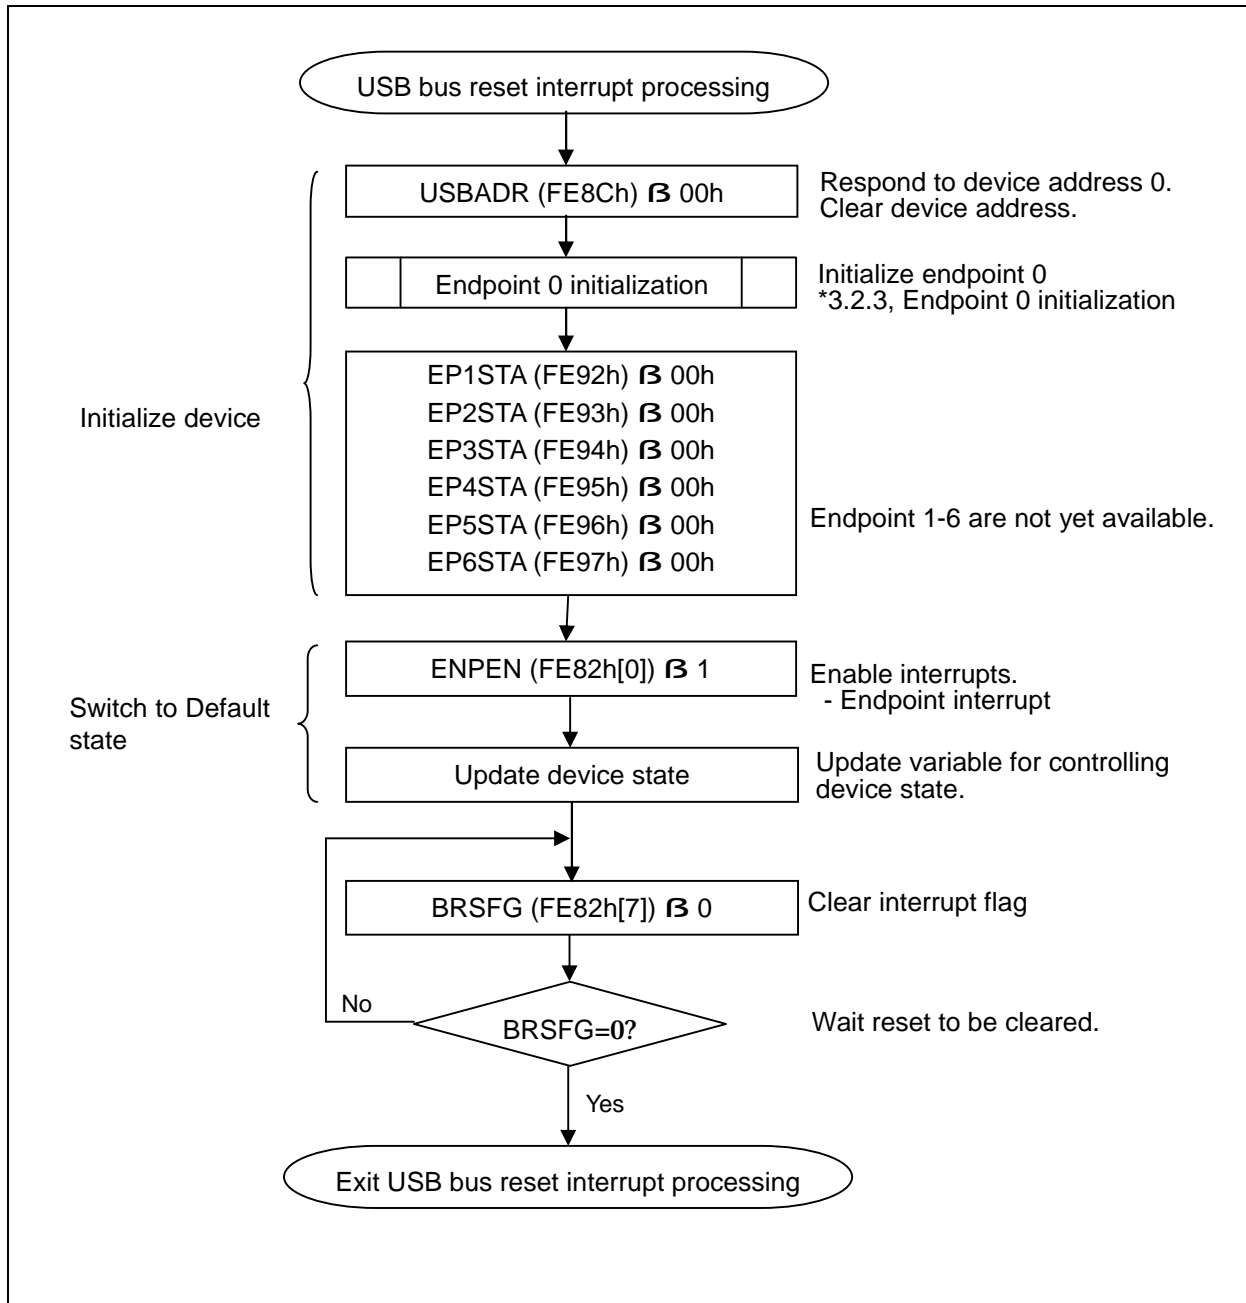 USB bus reset interrupt processing
USBADR (FE8Ch) ß 00h
Respond to device address 0.
Clear device address.
Endpoint 0 initialization
Initialize endpoint 0
*3.2.3, Endpoint 0 initialization
Initialize device
EP1STA (FE92h) ß 00h
EP2STA (FE93h) ß 00h
EP3STA (FE94h) ß 00h
EP4STA (FE95h) ß 00h
EP5STA (FE96h) ß 00h
EP6STA (FE97h) ß 00h
Endpoint 1-6 are not yet available.
Switch to Default
state
ENPEN (FE82h[0]) ß 1
Enable interrupts.
- Endpoint interrupt
Update device state
Update variable for controlling
device state.
BRSFG (FE82h[7]) ß 0
Clear interrupt flag
No
BRSFG=0?
Wait reset to be cleared.
Yes
Exit USB bus reset interrupt processing